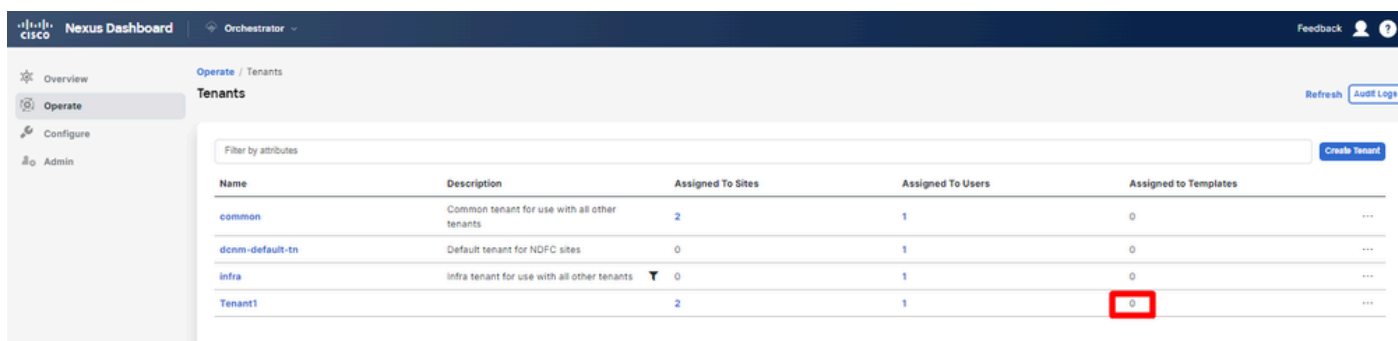 cisco Nexus Dashboard Orchestrator Feedback ?
Overview
Operate
Configure
Admin
Operate / Tenants
Tenants
Refresh Audit Logs
Filter by attributes
Create Tenant
Name Description Assigned To Sites Assigned To Users Assigned to Templates
common Common tenant for use with all other
tenants 2 1 0 ...
dcnm-default-tn Default tenant for NDFC sites 0 1 0 ...
infra Infra tenant for use with all other tenants 0 1 0 ...
Tenant1 2 1 0 ...